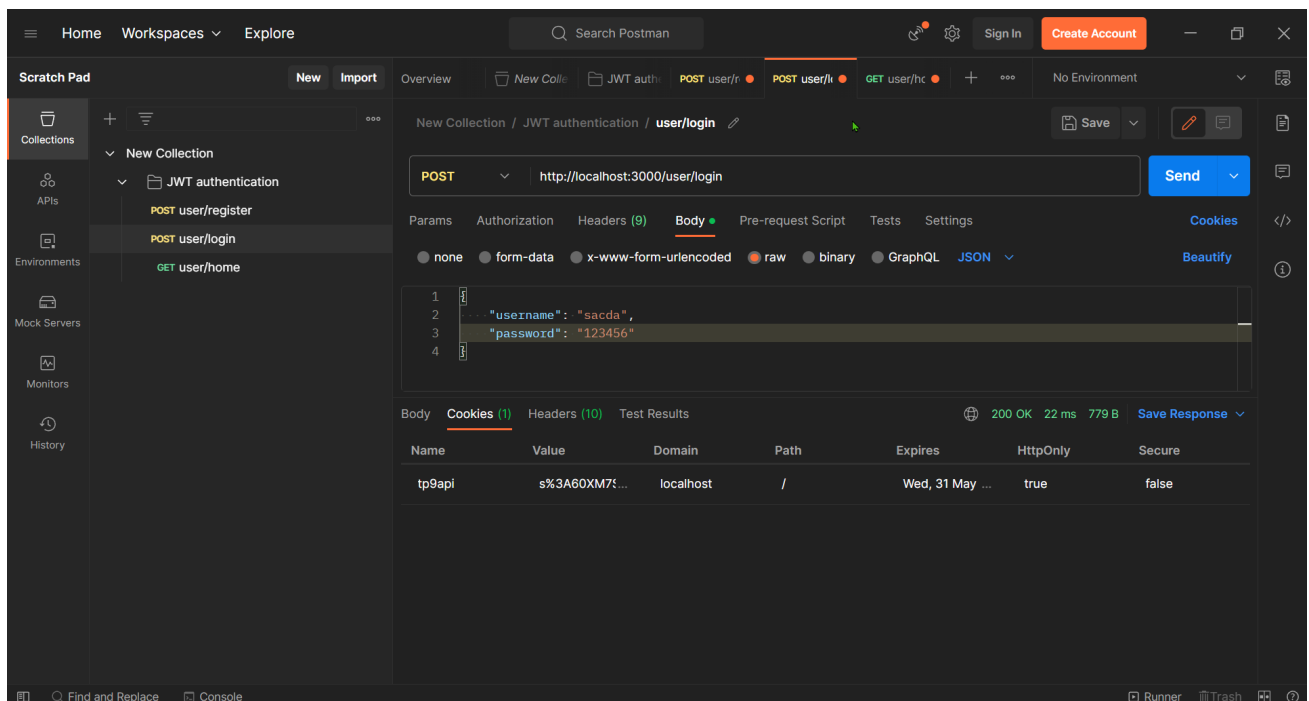 Home Workspaces Explore Search Postman Sign In Create Account
Scratch Pad New Import Overview New Colle JWT auth POST user/r POST user/l GET user/hc No Environment
Collections
APIs
Environments
Mock Servers
Monitors
History
New Collection
JWT authentication
POST user/register
POST user/login
GET user/home
New Collection / JWT authentication / user/login Save
POST http://localhost:3000/user/login Send
Params Authorization Headers (9) Body Pre-request Script Tests Settings Cookies
none form-data x-www-form-urlencoded raw binary GraphQL JSON Beautify
1 {
2 "username": "sacda",
3 "password": "123456"
4 }
Body Cookies (1) Headers (10) Test Results 200 OK 22 ms 779 B Save Response
Name Value Domain Path Expires HttpOnly Secure
tp9api s%3A60XM79... localhost / Wed, 31 May ... true false
Find and Replace Console Runner Trash